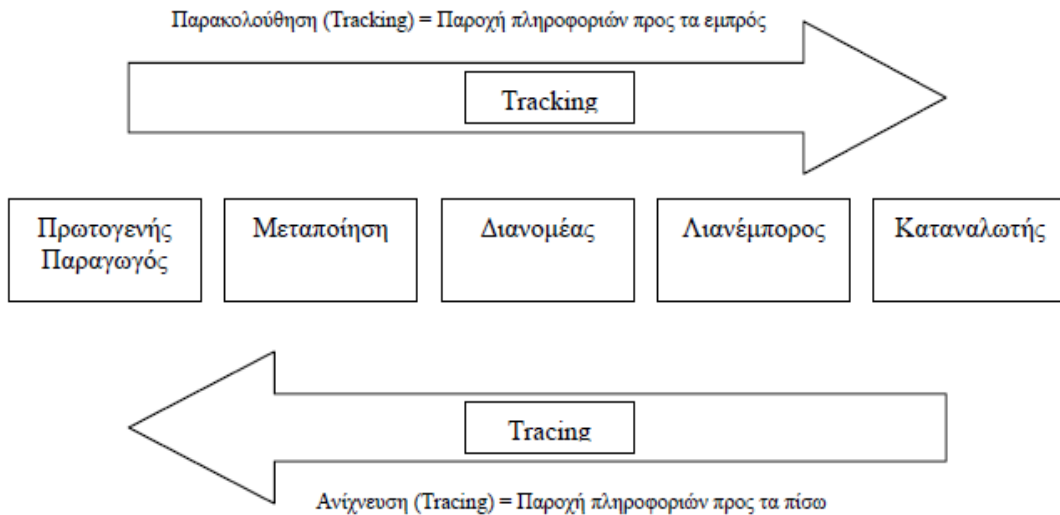 Παρακολούθηση (Tracking) = Παροχή πληροφοριών προς τα εμπρός
Tracking
Πρωτογενής
Παραγωγός
Μεταποίηση
Διανομέας
Λιανέμπορος
Καταναλωτής
Tracing
Ανίχνευση (Tracing) = Παροχή πληροφοριών προς τα πίσω